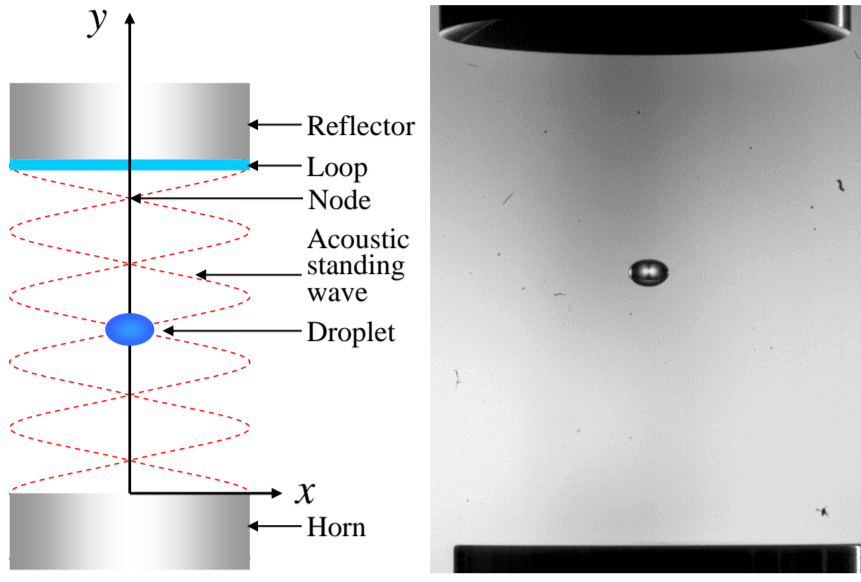 y
Reflector
Loop
Node
Acoustic
standing
wave
Droplet
x
Horn